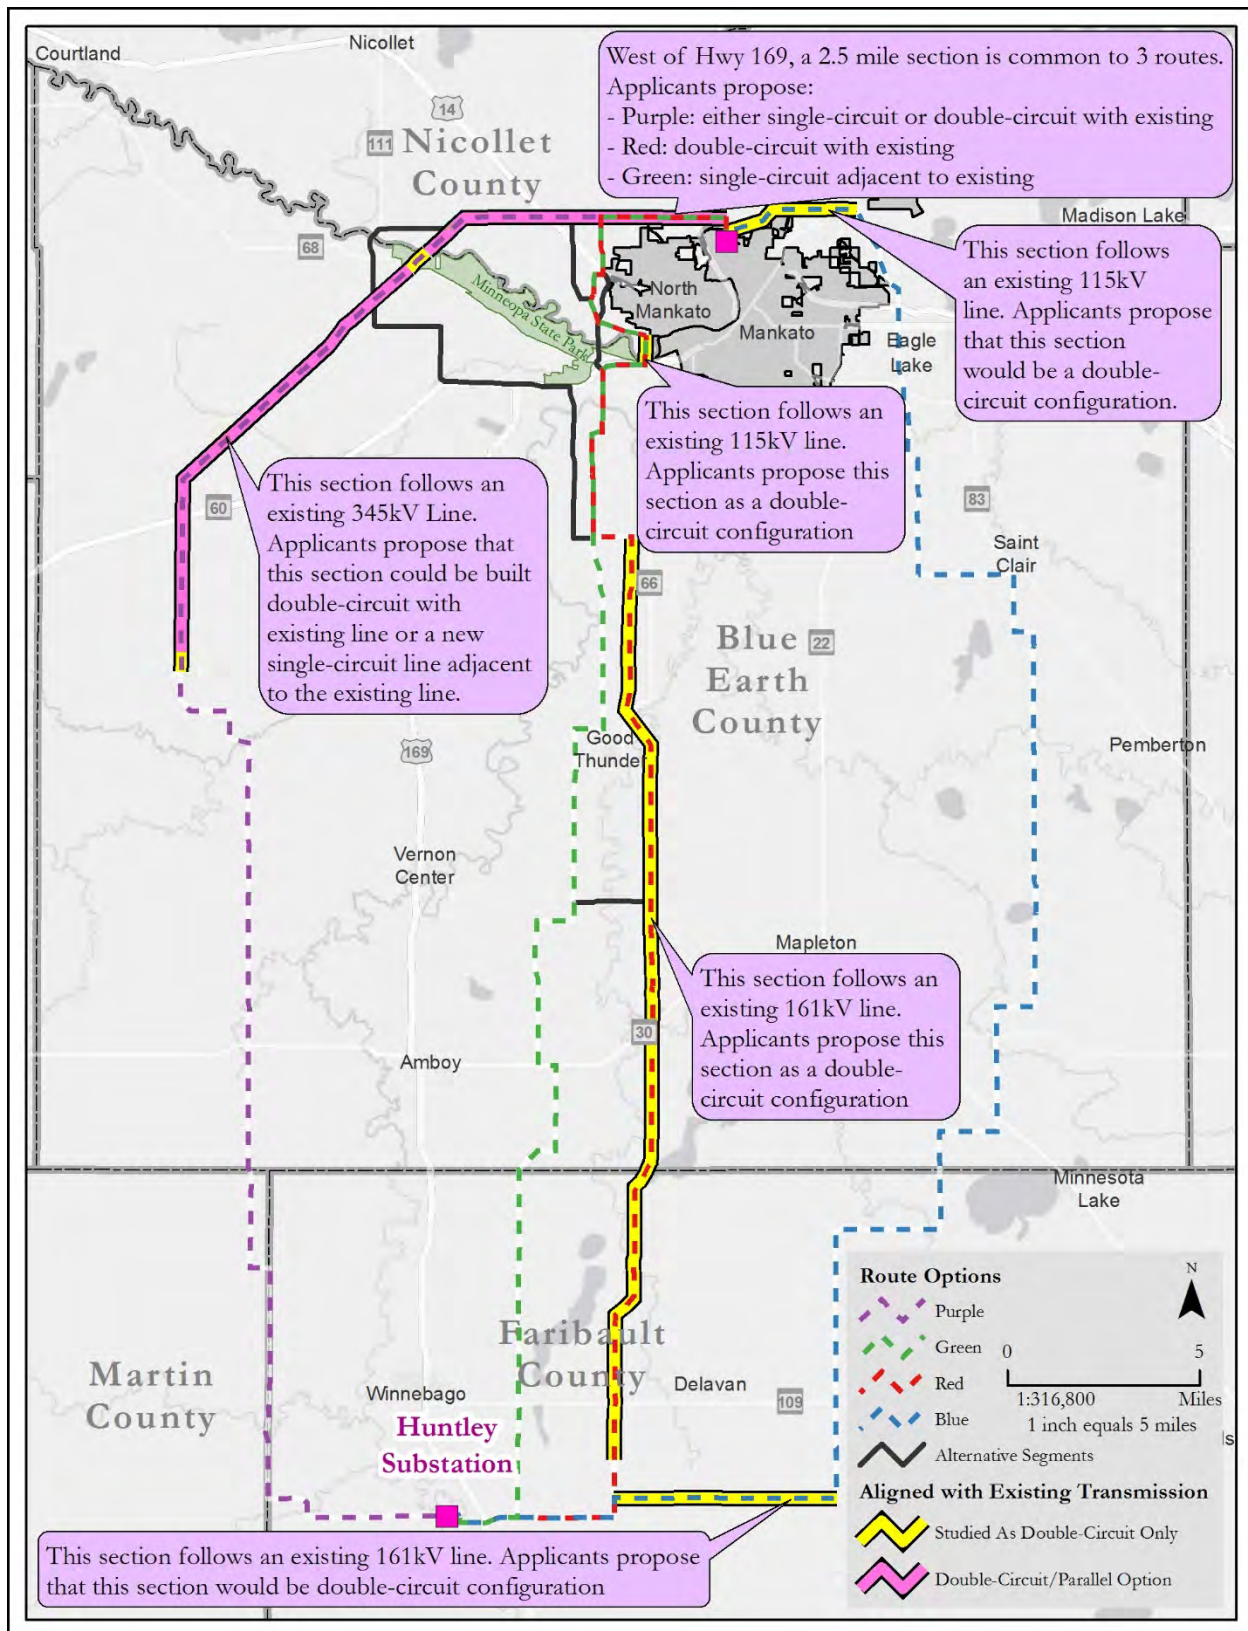 Courtland
Nicollet
14
111
Nicollet
County
68
West of Hwy 169, a 2.5 mile section is common to 3 routes.
Applicants propose:
- Purple: either single-circuit or double-circuit with existing
- Red: double-circuit with existing
- Green: single-circuit adjacent to existing
Madison Lake
This section follows
an existing 115kV
line. Applicants propose
that this section
would be a double-
circuit configuration.
Minneopa State Park
North
Mankato
Mankato
Eagle
Lake
This section follows an
existing 115kV line.
Applicants propose this
section as a double-
circuit configuration
This section follows an
existing 345kV Line.
Applicants propose that
this section could be built
double-circuit with
existing line or a new
single-circuit line adjacent
to the existing line.
60
83
Saint
Clair
66
Blue
Earth
County
22
169
Good
Thunder
Pemberton
Vernon
Center
Mapleton
This section follows an
existing 161kV line.
Applicants propose this
section as a double-
circuit configuration
30
Amboy
Minnesota
Lake
Faribault
County
Martin
County
Winnebago
Delavan
109
Huntley
Substation
This section follows an existing 161kV line. Applicants propose
that this section would be double-circuit configuration
Route Options
Purple
Green
Red
Blue
Alternative Segments
Aligned with Existing Transmission
Studied As Double-Circuit Only
Double-Circuit/Parallel Option
N
0 5
1:316,800 Miles
1 inch equals 5 miles
ls